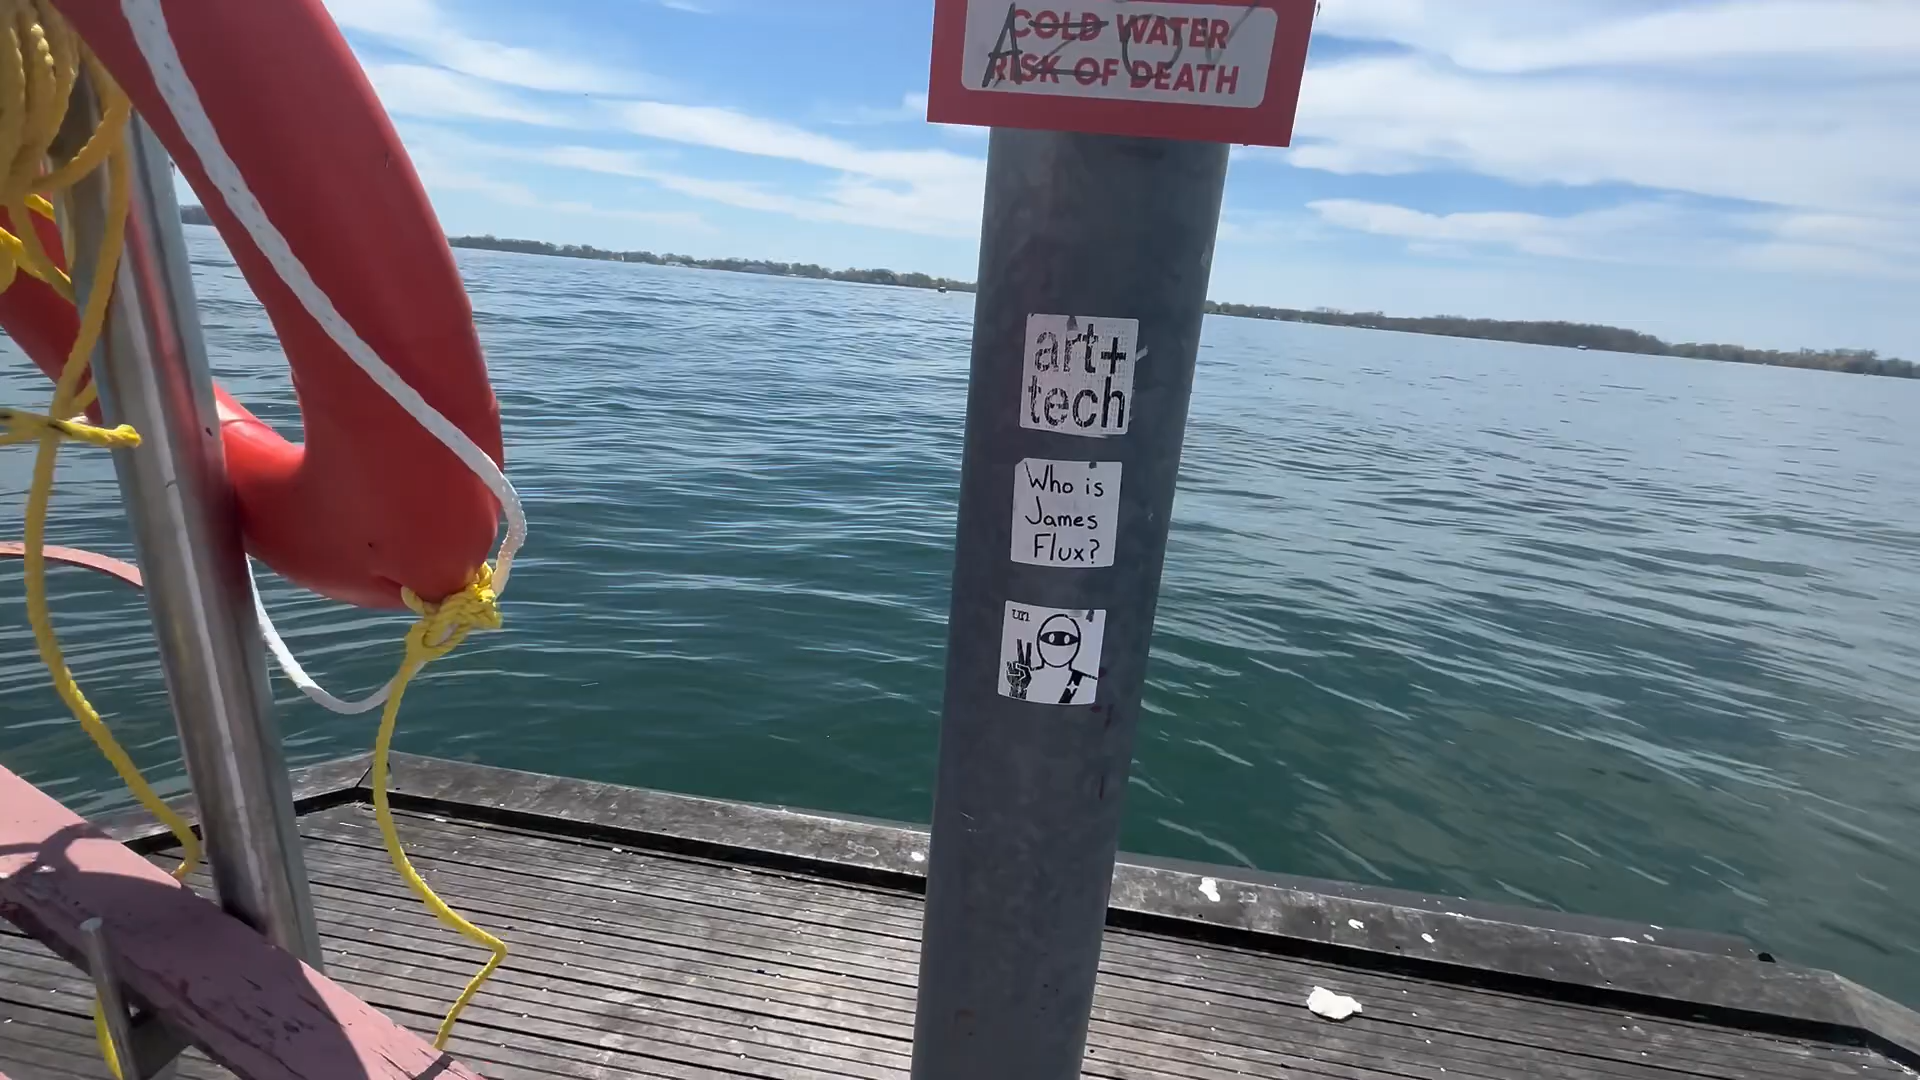 COLD WATER
RISK OF DEATH
art+
tech
Who is
James
Flux?
un